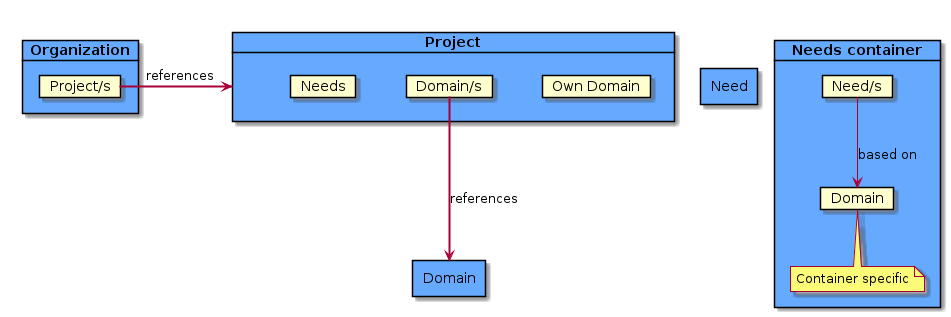 Organization
Project/s
references
Project
Needs
Domain/s
Own Domain
references
Domain
Need
Needs container
Need/s
based on
Domain
Container specific